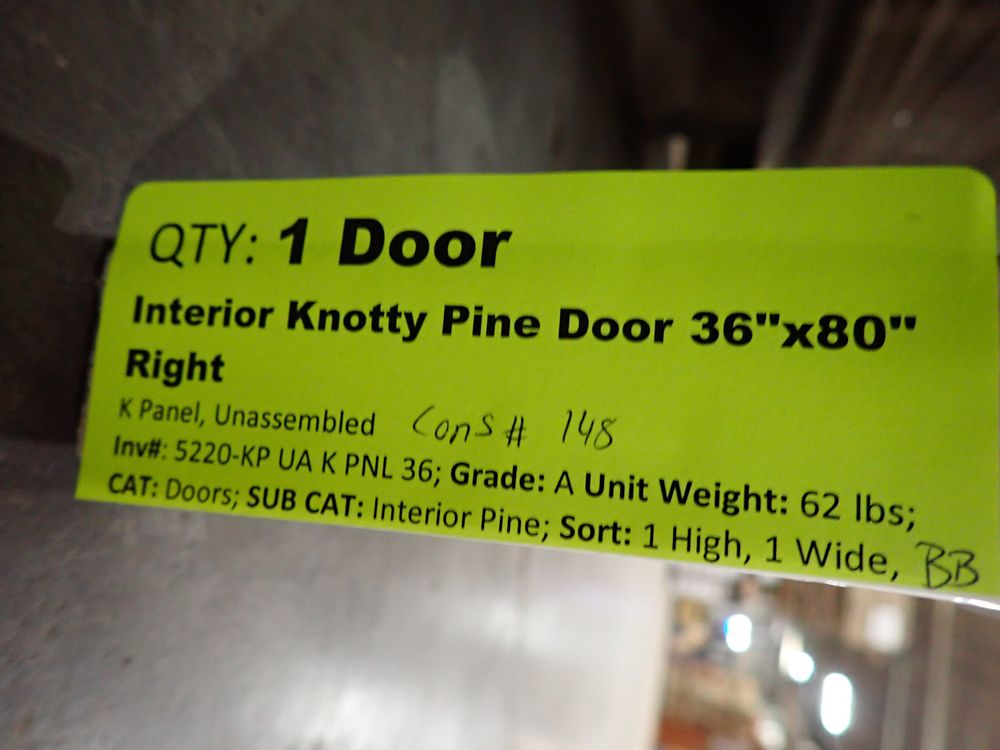 QTY: 1 Door
Interior Knotty Pine Door 36"x80"
Right
K Panel, Unassembled Cons# 148
Inv#: 5220-KP UA K PNL 36; Grade: A Unit Weight: 62 lbs;
CAT: Doors; SUB CAT: Interior Pine; Sort: 1 High, 1 Wide, BB